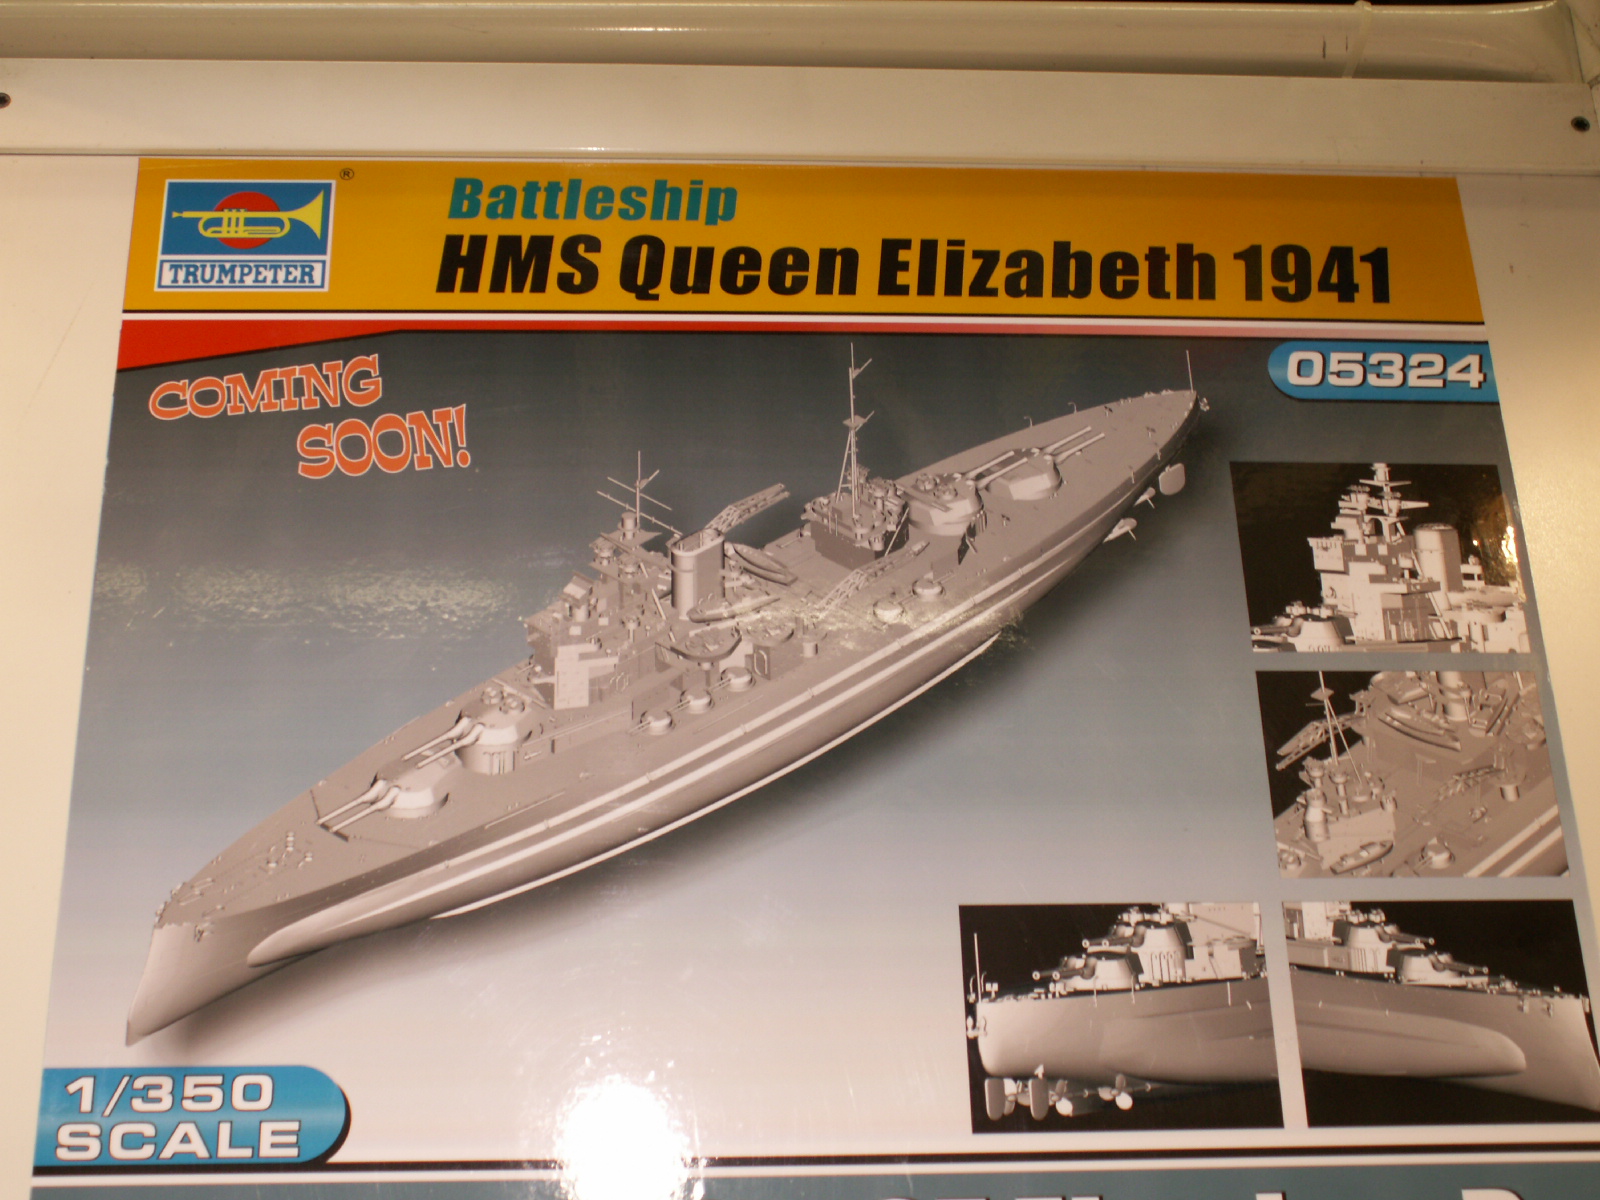 ®
TRUMPETER
Battleship
HMS Queen Elizabeth 1941
COMING
SOON!
05324
1/350
SCALE